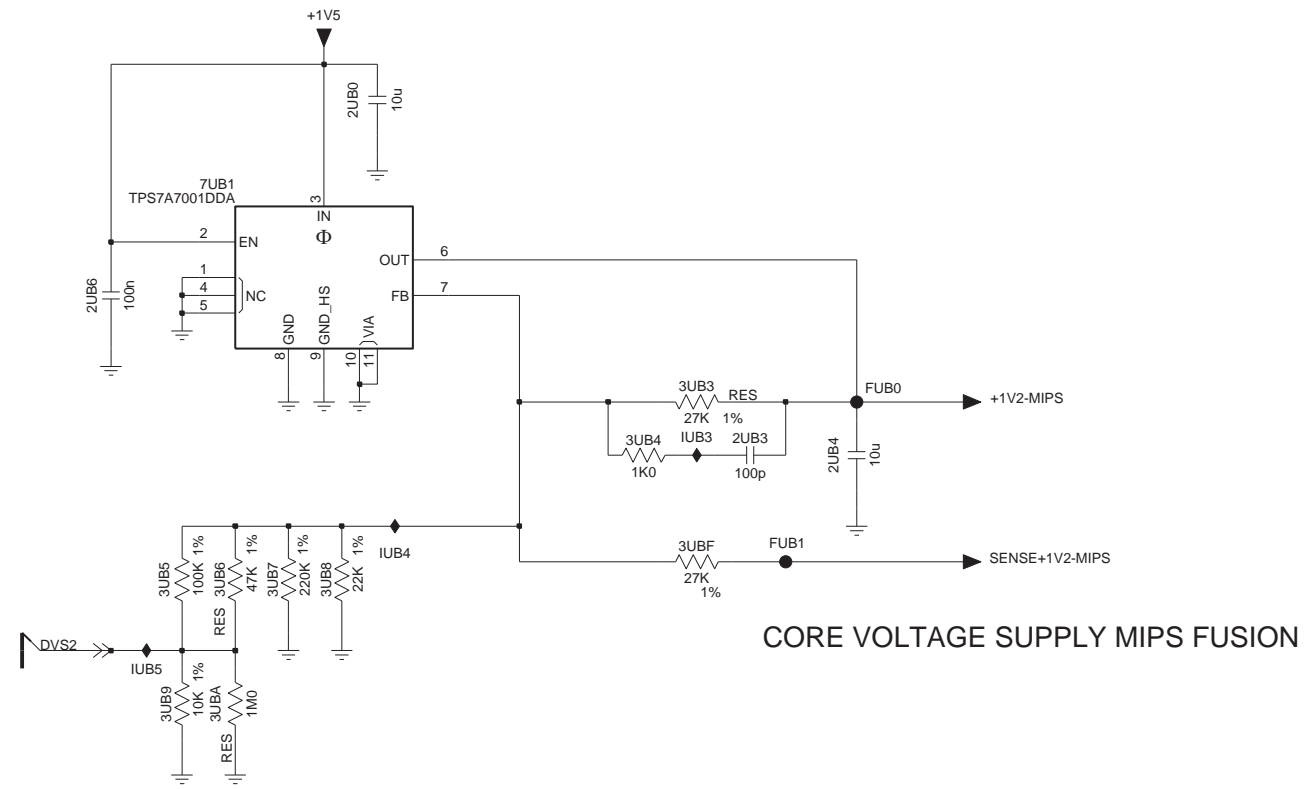 +1V5
2UB0
10u
7UB1
TPS7A7001DDA
3
IN
Φ
2
EN
6
OUT
1
4
NC
5
7
FB
2UB6
100n
GND
GND_HS
VIA
8
9
10
11
3UB3
RES
27K
1%
FUB0
+1V2-MIPS
3UB4
IUB3
2UB3
1K0
100p
2UB4
10u
IUB4
3UB5
100K 1%
3UB6
47K 1%
RES
3UB7
220K 1%
3UB8
22K 1%
3UBF
27K
1%
FUB1
SENSE+1V2-MIPS
DVS2
IUB5
3UB9
10K 1%
3UBA
1M0
RES
CORE VOLTAGE SUPPLY MIPS FUSION